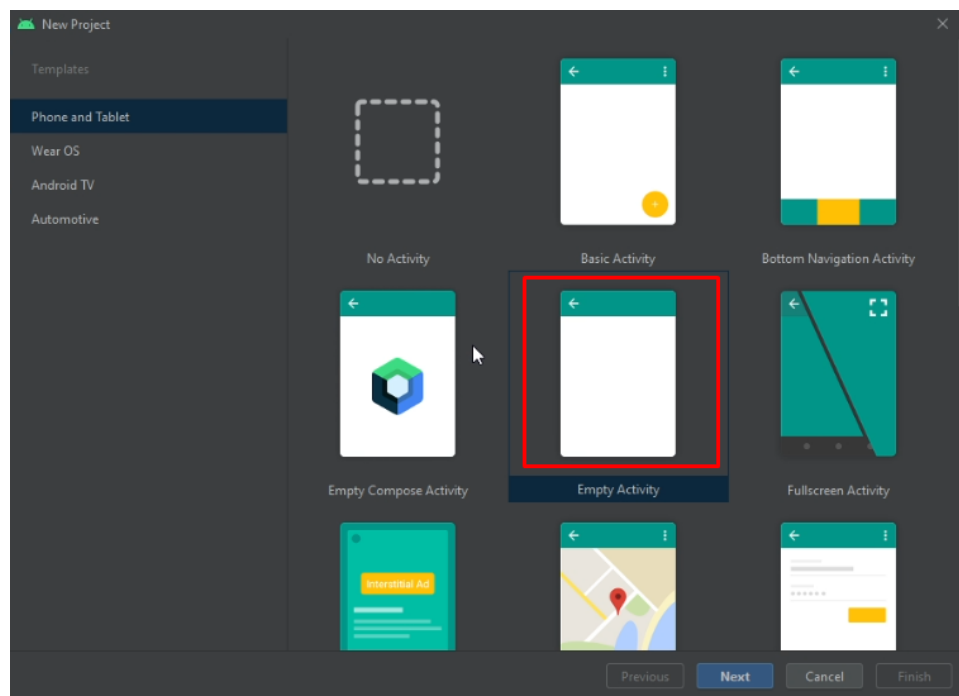 New Project
Templates
Phone and Tablet
Wear OS
Android TV
Automotive
No Activity
Basic Activity
Bottom Navigation Activity
Empty Compose Activity
Empty Activity
Fullscreen Activity
Interstitial Ad
Previous
Next
Cancel
Finish